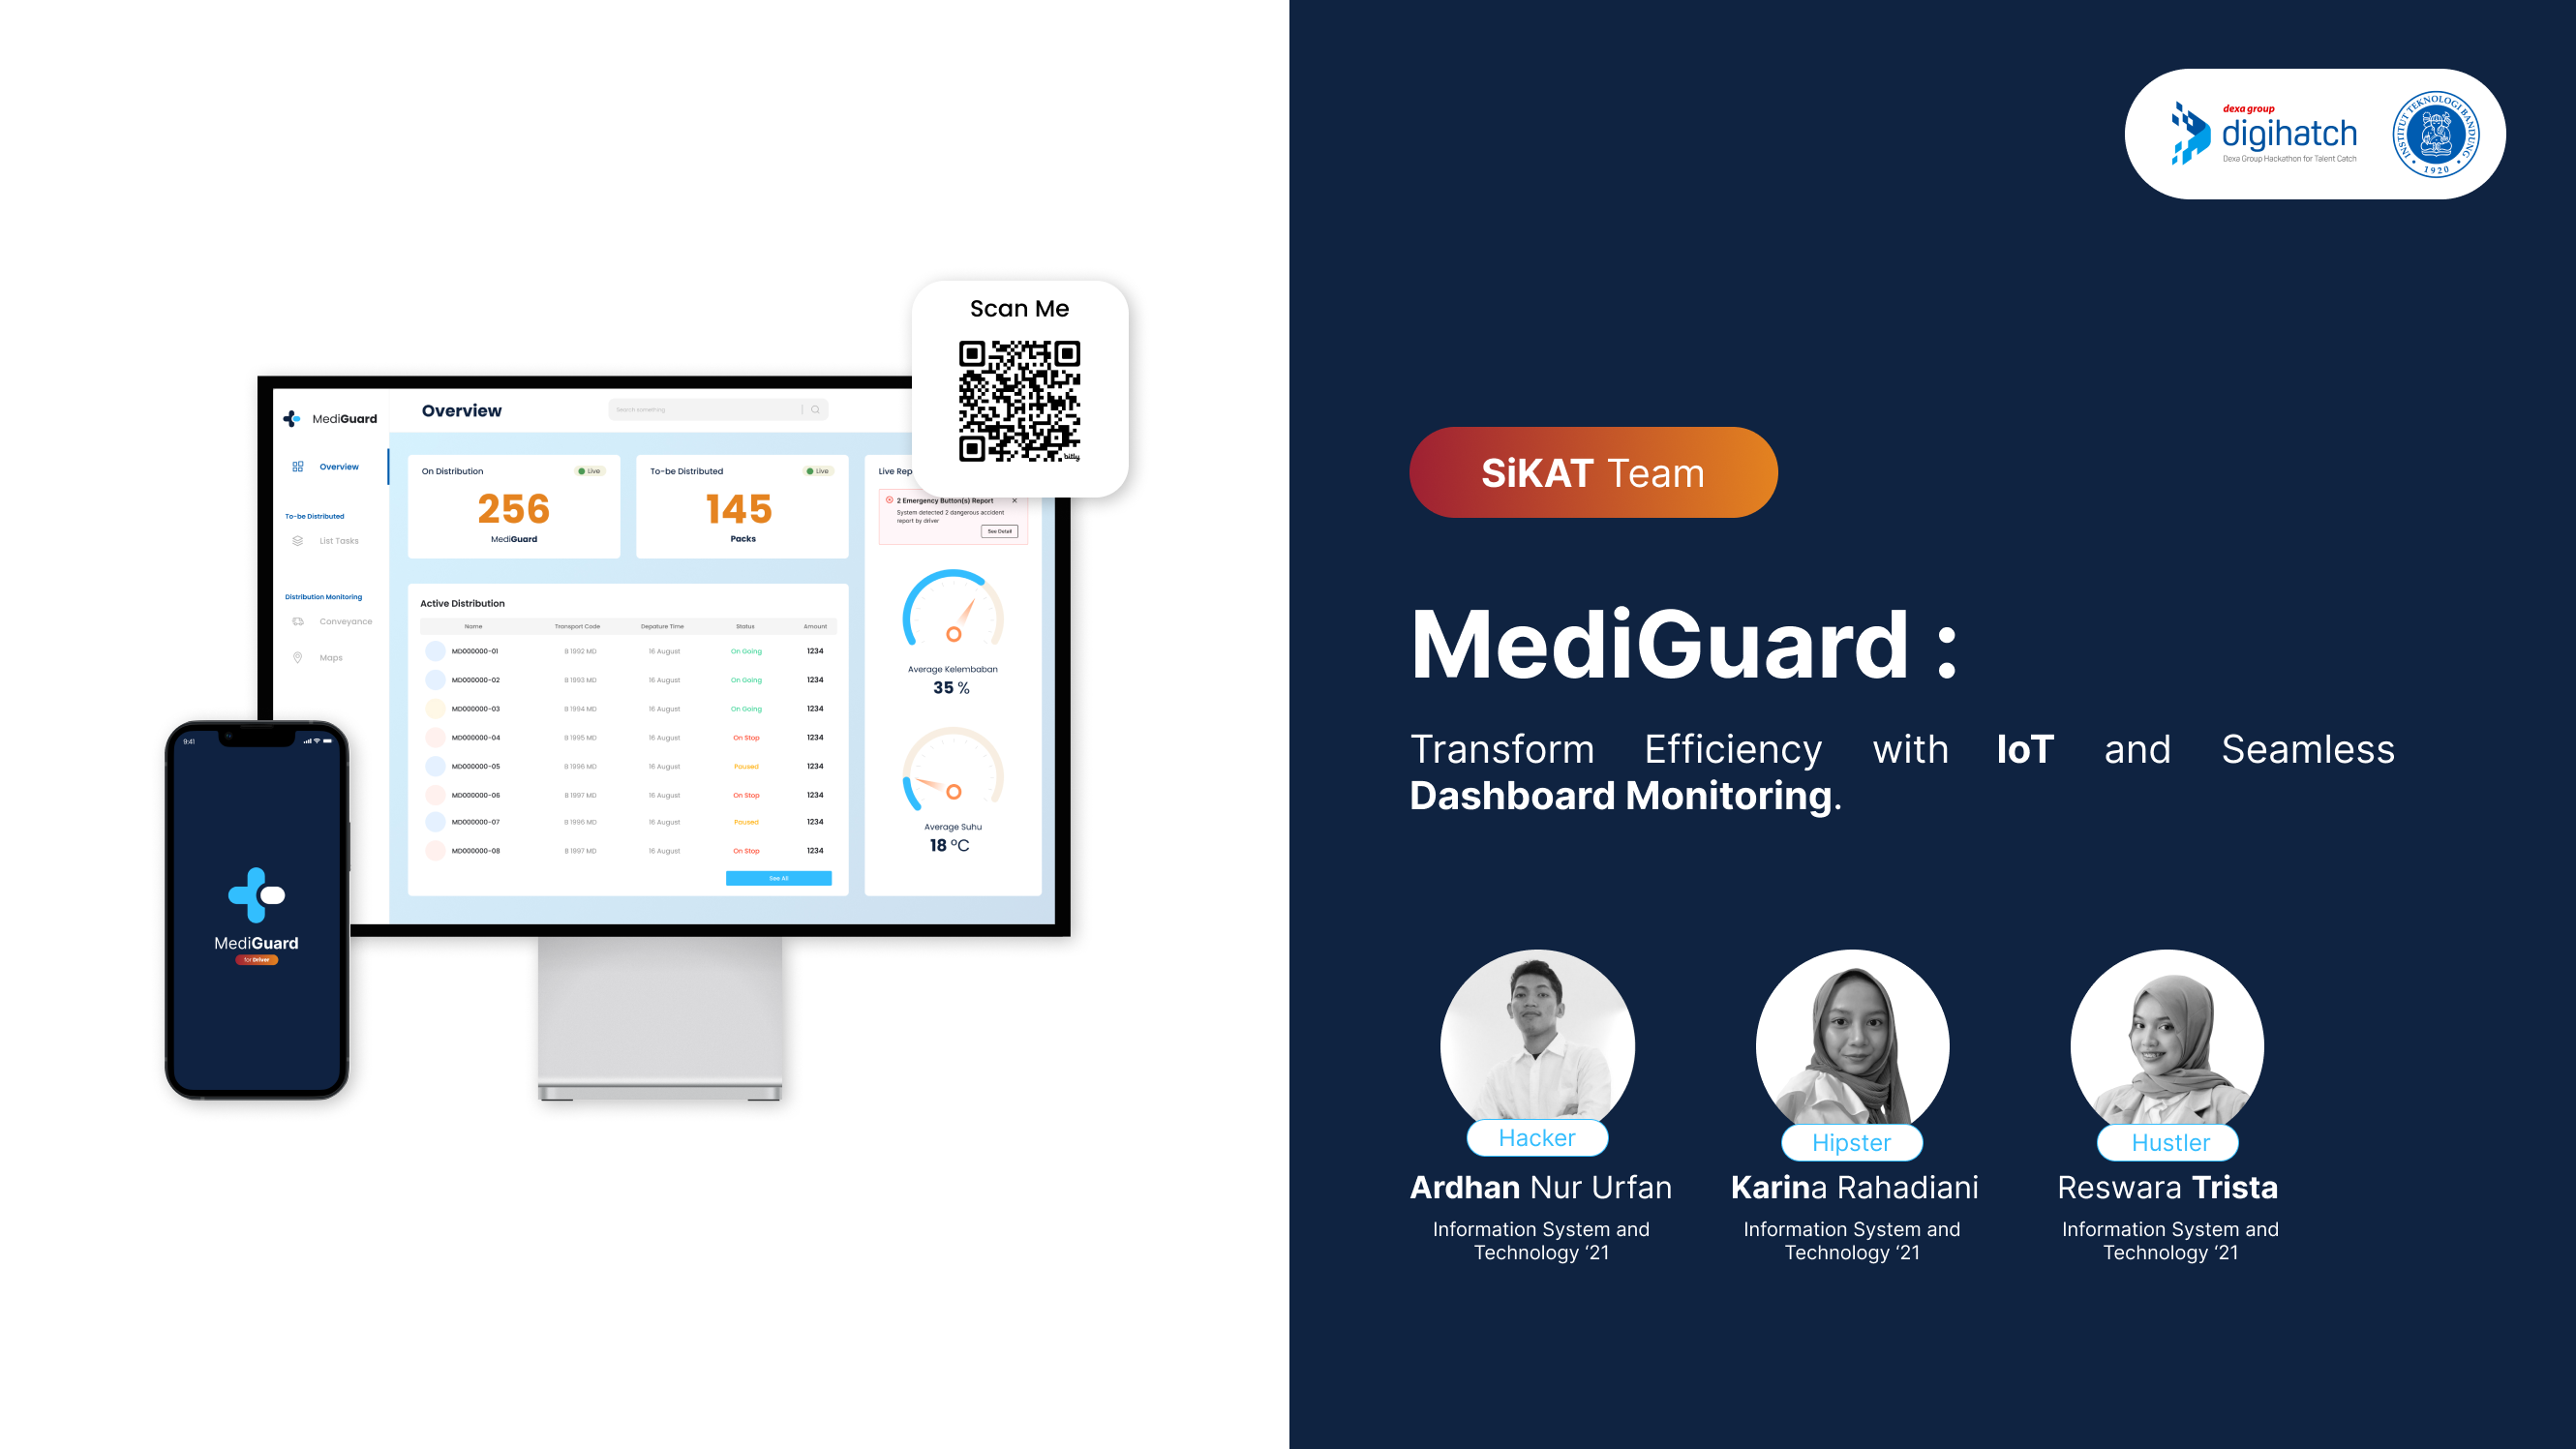 Scan Me
bitly
MediGuard
Overview
Search something
Overview
To-be Distributed
List Tasks
Distribution Monitoring
Conveyance
Maps
On Distribution
Live
256
MediGuard
To-be Distributed
Live
145
Packs
Live Rep
2 Emergency Button(s) Report
System detected 2 dangerous accident
report by driver
See Detail
Active Distribution
Name Transport Code Depature Time Status Amount
MD000000-01 B 1992 MD 16 August On Going 1234
MD000000-02 B 1993 MD 16 August On Going 1234
MD000000-03 B 1994 MD 16 August On Going 1234
MD000000-04 B 1995 MD 16 August On Stop 1234
MD000000-05 B 1996 MD 16 August Paused 1234
MD000000-06 B 1997 MD 16 August On Stop 1234
MD000000-07 B 1996 MD 16 August Paused 1234
MD000000-08 B 1997 MD 16 August On Stop 1234
See All
Average Kelembaban
35 %
Average Suhu
18 °C
9:41
MediGuard
for Driver
dexa group
digihatch
Dexa Group Hackathon for Talent Catch
INSTITUT TEKNOLOGI BANDUNG
1920
SiKAT Team
MediGuard :
Transform Efficiency with IoT and Seamless
Dashboard Monitoring.
Hacker
Ardhan Nur Urfan
Information System and
Technology ‘21
Hipster
Karina Rahadiani
Information System and
Technology ‘21
Hustler
Reswara Trista
Information System and
Technology ‘21